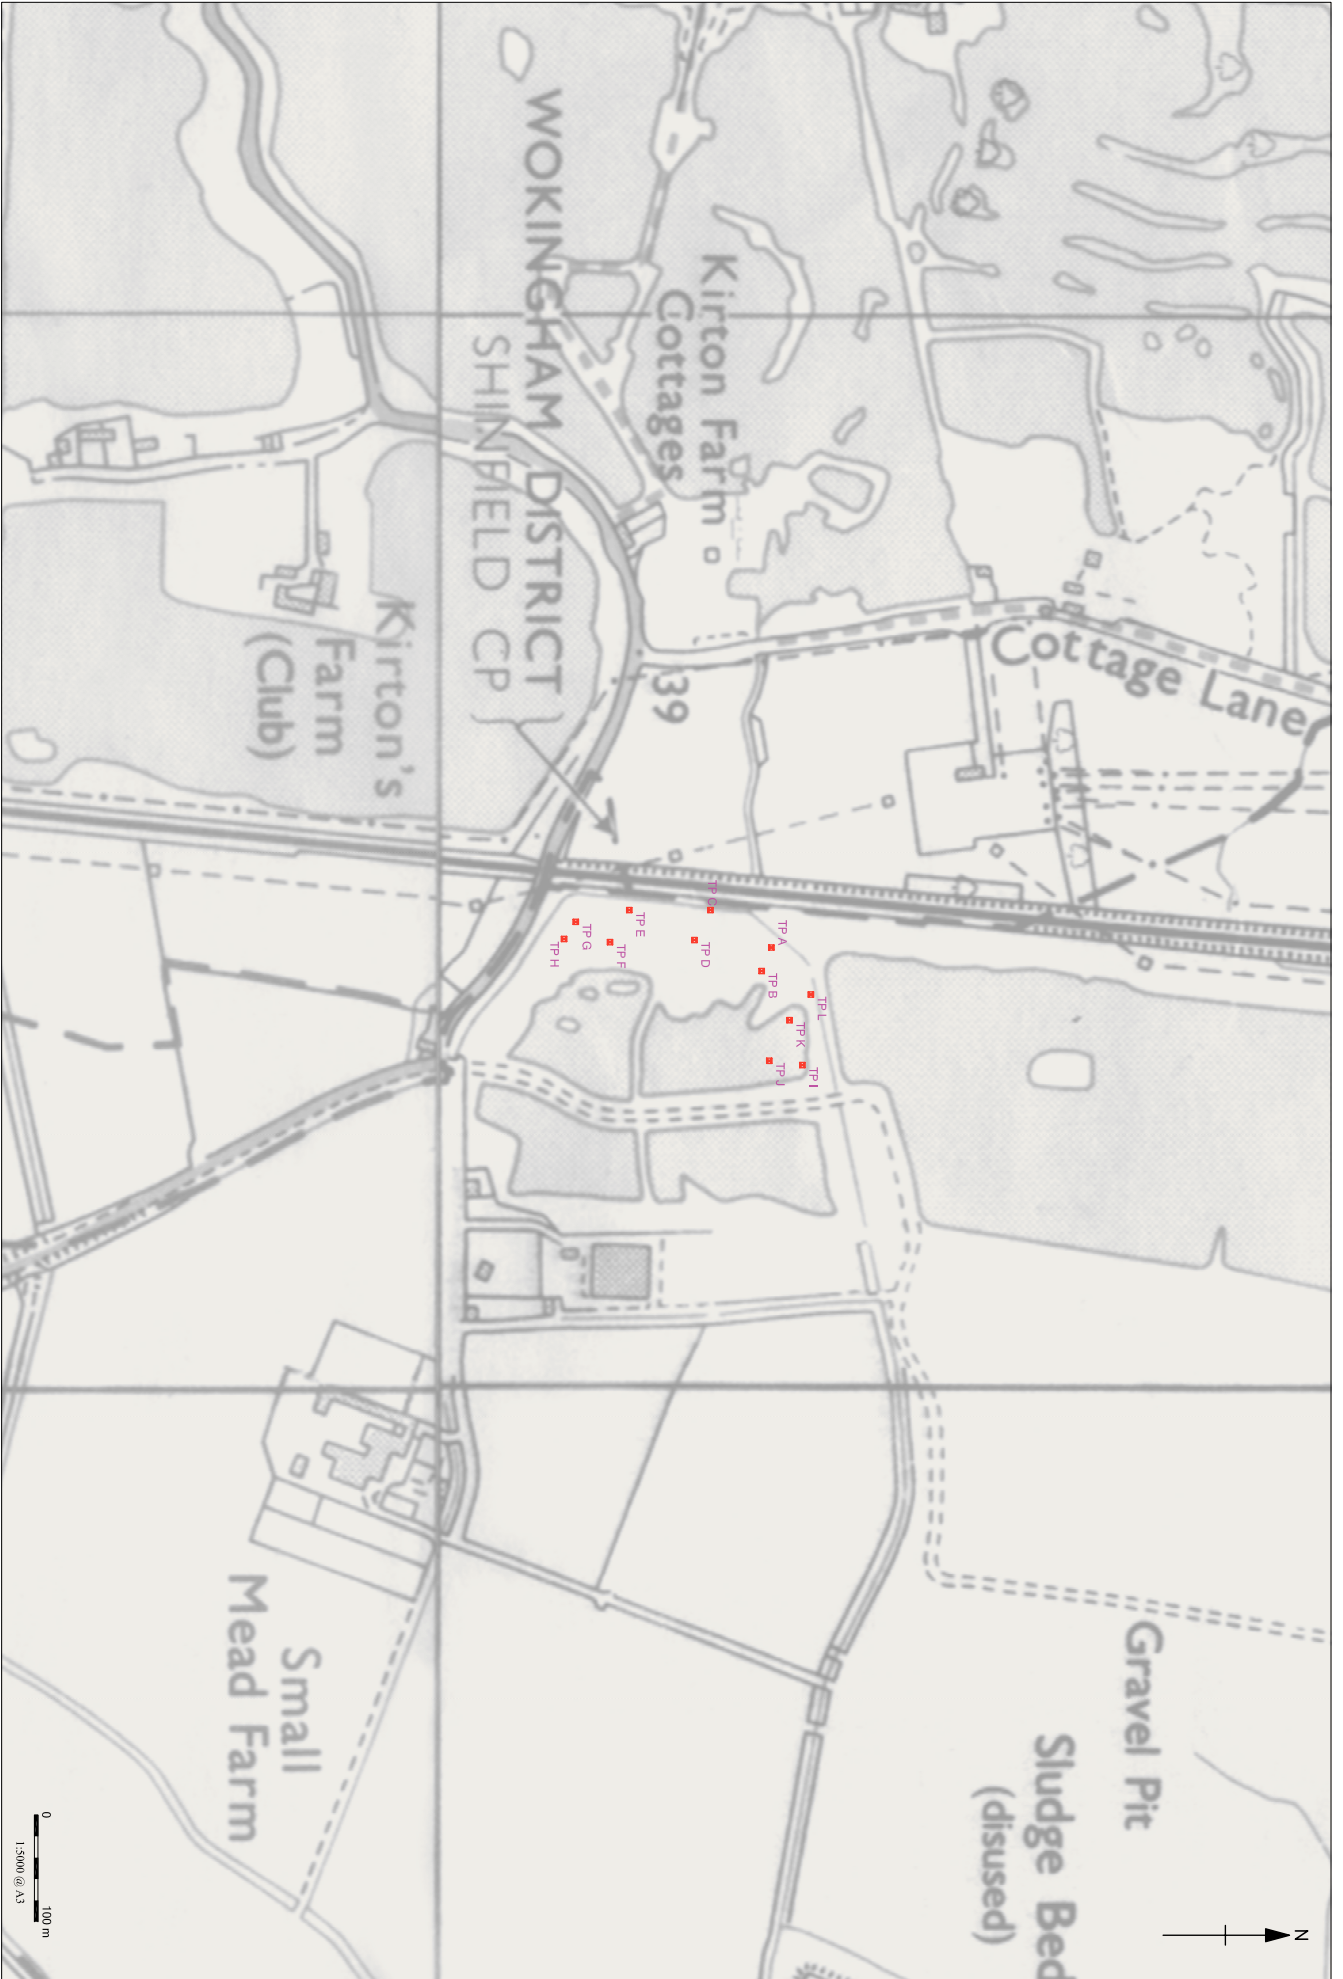 Gravel Pit
Sludge Bed
(disused)
Cottage Lane
Kirton Farm
Cottages
39
WOKINGHAM DISTRICT
SHINFIELD CP
Kirton's
Farm
(Club)
Small
Mead Farm
TP L
TP I
TP K
TP A
TP J
TP B
TP C
TP D
TP E
TP F
TP G
TP H
N
0
100 m
1:5000 @ A3